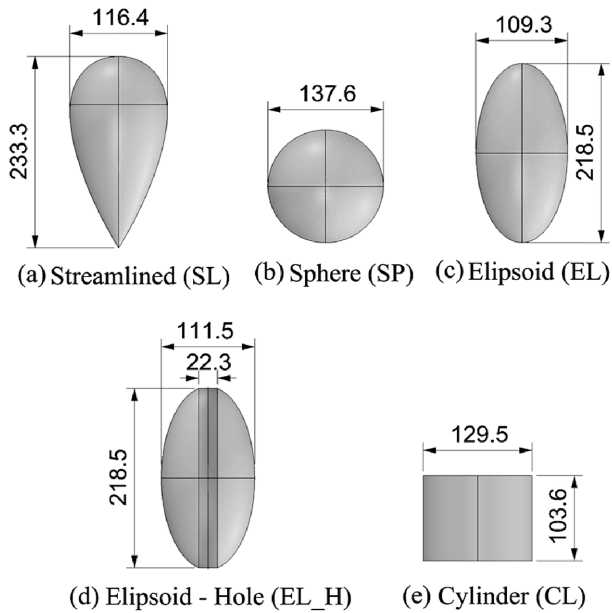 116.4
233.3
(a) Streamlined (SL)
137.6
(b) Sphere (SP)
109.3
218.5
(c) Elipsoid (EL)
111.5
22.3
218.5
(d) Elipsoid - Hole (EL_H)
129.5
103.6
(e) Cylinder (CL)